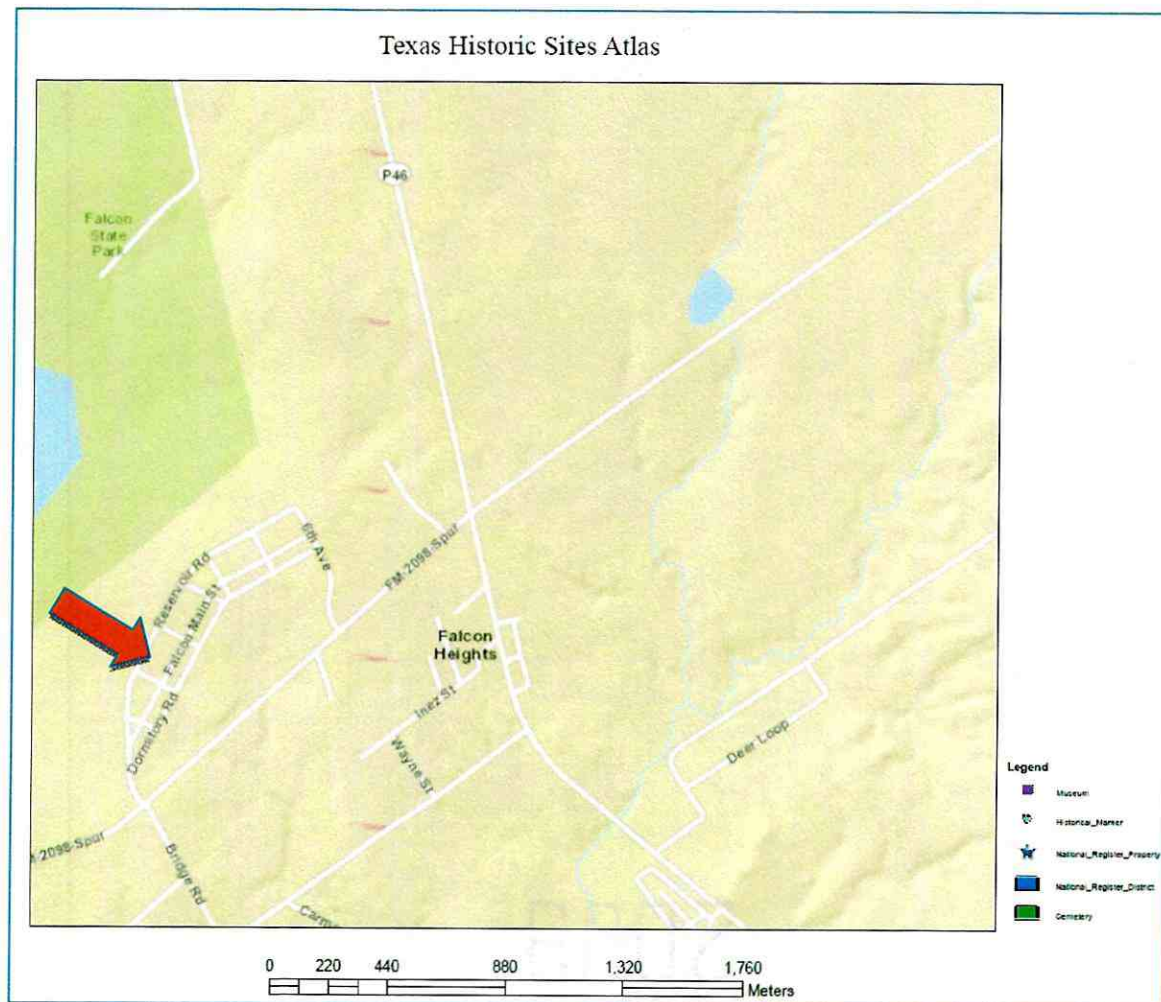 Texas Historic Sites Atlas
P46
Falcon
State
Park
6th Ave
Reservoir Rd
FM-2098-Spur
Falcon Main St
Falcon
Heights
Dormitory Rd
Inez St
Wayne St
Deer Loop
M-2098-Spur
Bridge Rd
Carm
Legend
Museum
Historical_Marker
National_Register_Property
National_Register_District
Cemetery
0 220 440 880 1,320 1,760
Meters